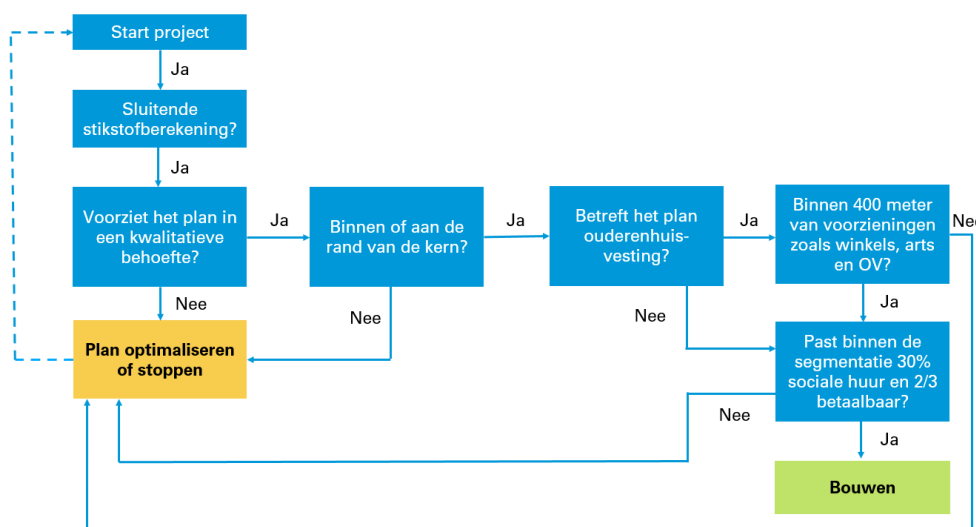 Start project
Ja
Sluitende
stikstofberekening?
Ja
Voorziet het plan in
een kwalitatieve
behoefte?
Ja
Binnen of aan de
rand van de kern?
Ja
Betreft het plan
ouderenhuis-
vesting?
Ja
Binnen 400 meter
van voorzieningen
zoals winkels, arts
en OV?
Nee
Nee
Nee
Nee
Ja
Plan optimaliseren
of stoppen
Past binnen de
segmentatie 30%
sociale huur en 2/3
betaalbaar?
Nee
Ja
Bouwen